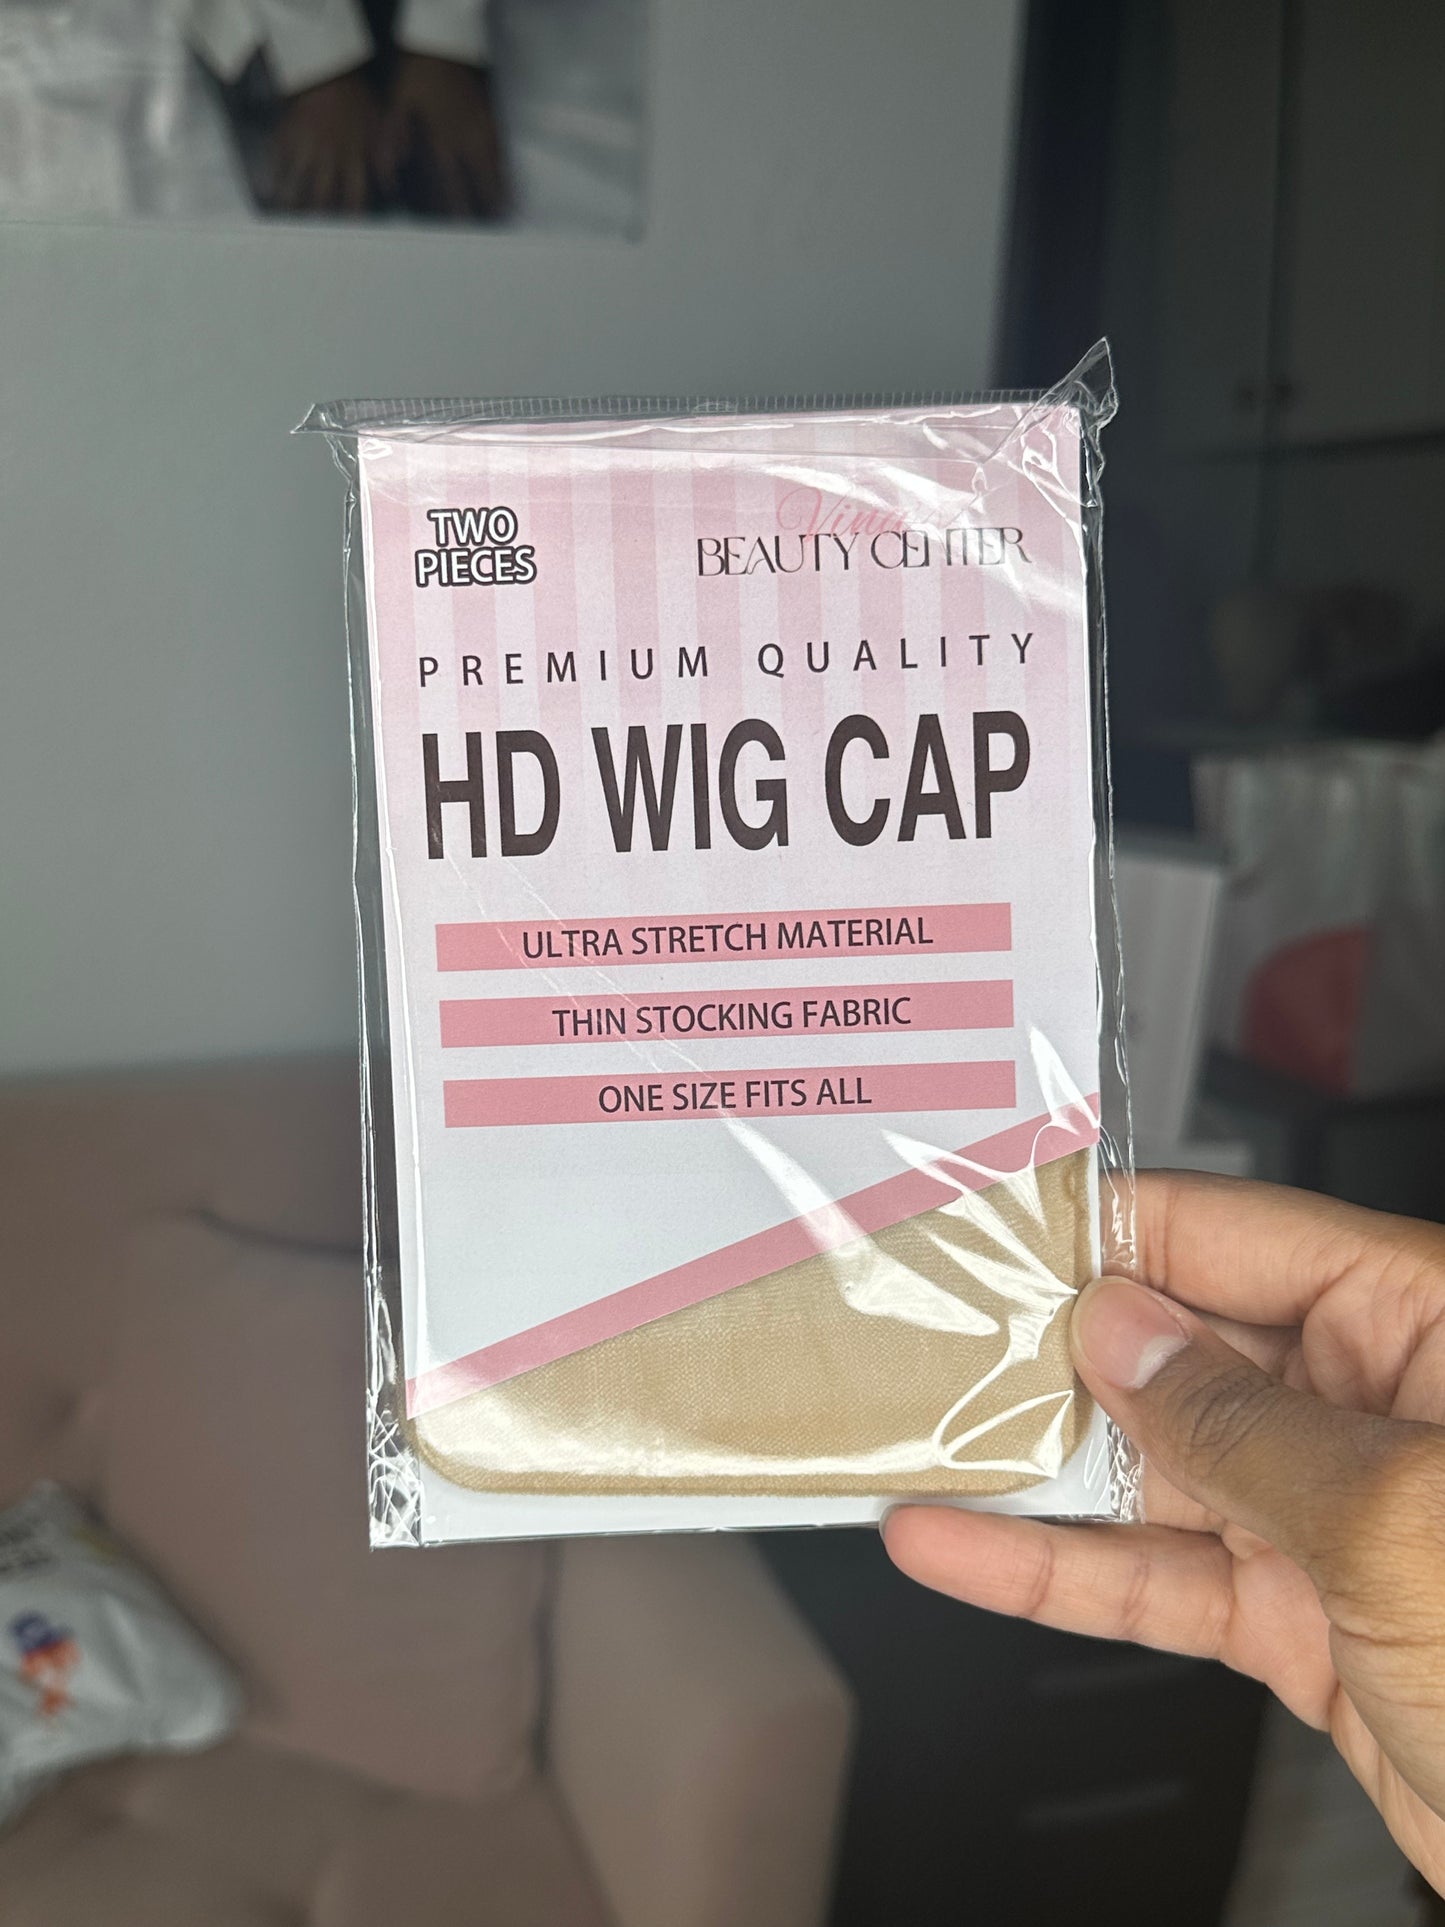 TWO
PIECES
BEAUTY CENTER
PREMIUM QUALITY
HD WIG CAP
ULTRA STRETCH MATERIAL
THIN STOCKING FABRIC
ONE SIZE FITS ALL